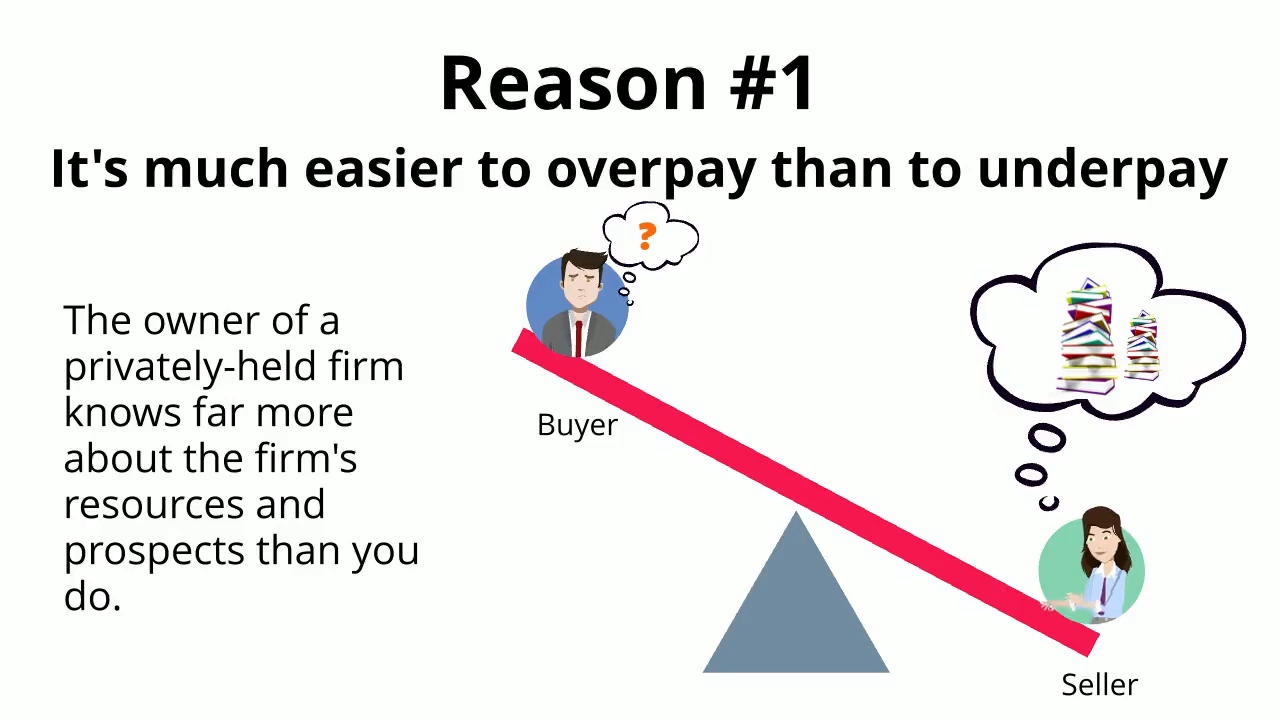 Reason #1
It's much easier to overpay than to underpay
?
The owner of a
privately-held firm
knows far more
about the firm's
resources and
prospects than you
do.
Buyer
Seller